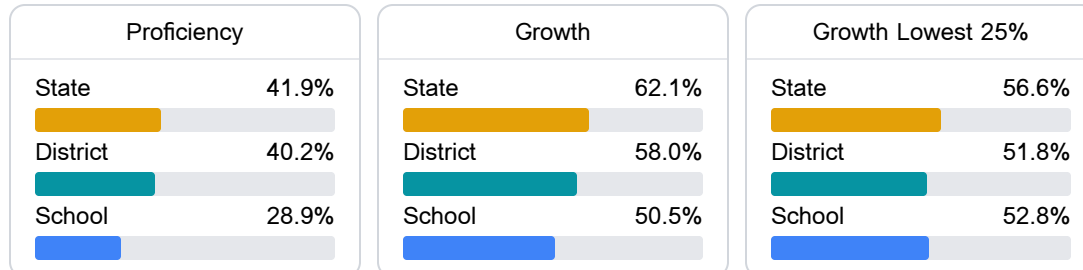 Proficiency
State 41.9%
District 40.2%
School 28.9%
Growth
State 62.1%
District 58.0%
School 50.5%
Growth Lowest 25%
State 56.6%
District 51.8%
School 52.8%